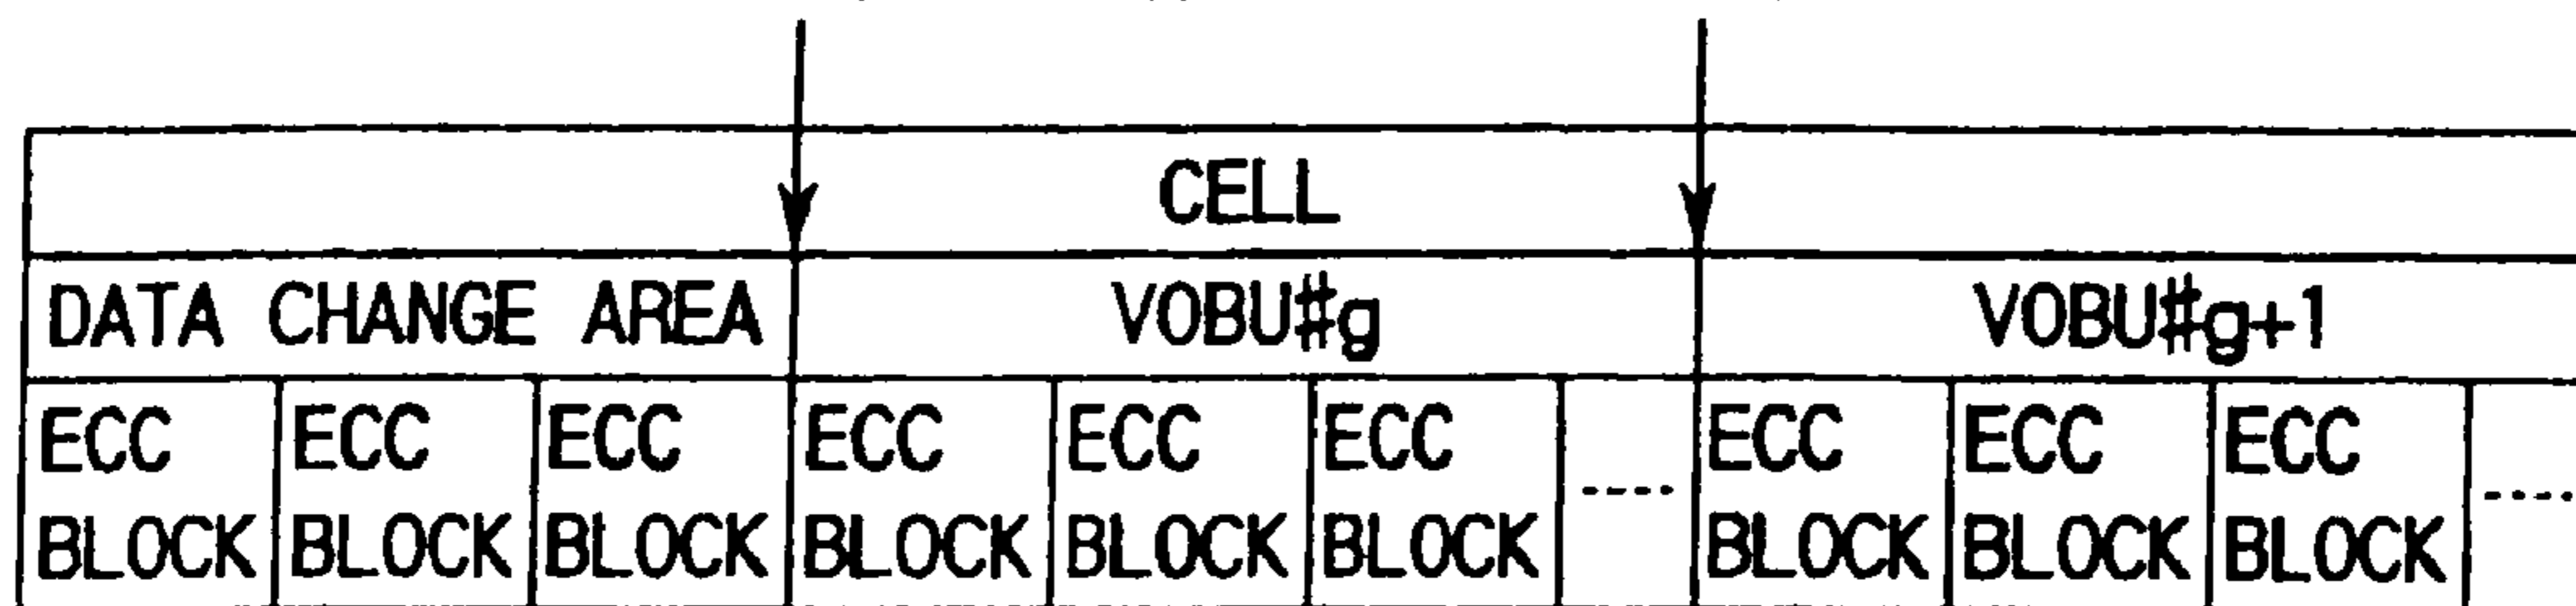 CELL
DATA CHANGE AREA VOBU#g VOBU#g+1
ECC ECC ECC ECC ECC ECC ---- ECC ECC ECC ----
BLOCK BLOCK BLOCK BLOCK BLOCK BLOCK BLOCK BLOCK BLOCK